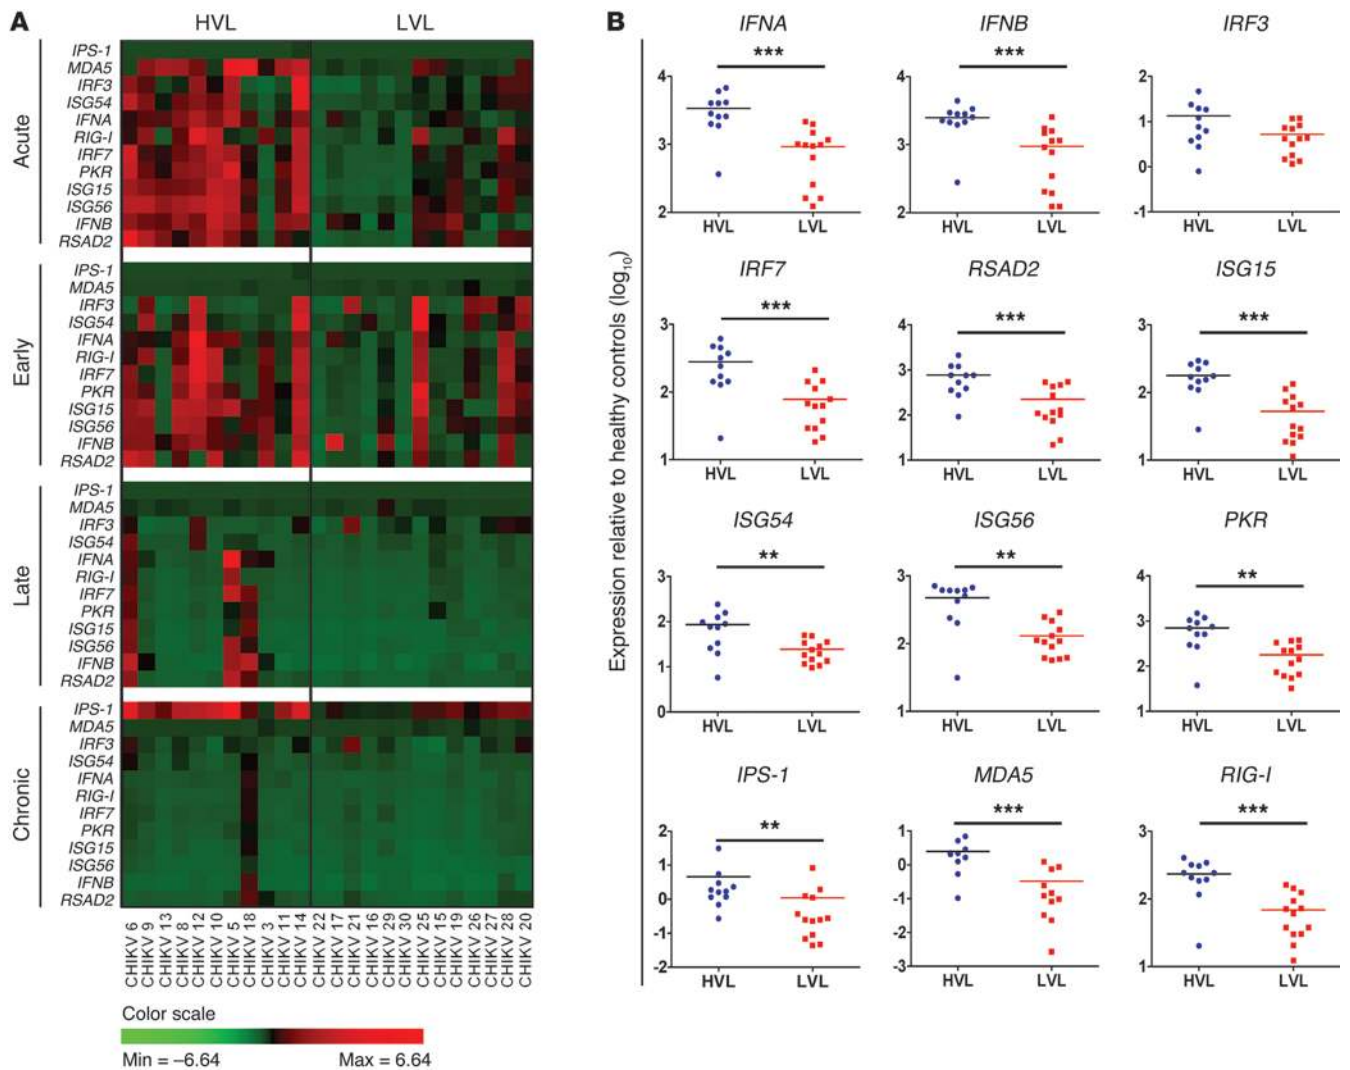 A
HVL LVL
Acute
IPS-1
MDA5
IRF3
ISG54
IFNA
RIG-I
IRF7
PKR
ISG15
ISG56
IFNB
RSAD2
Early
IPS-1
MDA5
IRF3
ISG54
IFNA
RIG-I
IRF7
PKR
ISG15
ISG56
IFNB
RSAD2
Late
IPS-1
MDA5
IRF3
ISG54
IFNA
RIG-I
IRF7
PKR
ISG15
ISG56
IFNB
RSAD2
Chronic
IPS-1
MDA5
IRF3
ISG54
IFNA
RIG-I
IRF7
PKR
ISG15
ISG56
IFNB
RSAD2
CHIKV 6
CHIKV 9
CHIKV 13
CHIKV 8
CHIKV 12
CHIKV 10
CHIKV 5
CHIKV 18
CHIKV 3
CHIKV 11
CHIKV 14
CHIKV 22
CHIKV 17
CHIKV 21
CHIKV 16
CHIKV 29
CHIKV 30
CHIKV 25
CHIKV 15
CHIKV 19
CHIKV 26
CHIKV 27
CHIKV 28
CHIKV 20
Color scale
Min = –6.64 Max = 6.64
B
Expression relative to healthy controls (log10)
IFNA
***
4
3
2
HVL LVL
IFNB
***
4
3
2
HVL LVL
IRF3
2
1
0
-1
HVL LVL
IRF7
***
3
2
1
HVL LVL
RSAD2
***
4
3
2
1
HVL LVL
ISG15
***
3
2
1
HVL LVL
ISG54
**
3
2
1
0
HVL LVL
ISG56
**
3
2
1
HVL LVL
PKR
**
4
3
2
1
HVL LVL
IPS-1
**
2
1
0
-1
-2
HVL LVL
MDA5
***
1
0
-1
-2
-3
HVL LVL
RIG-I
***
3
2
1
HVL LVL